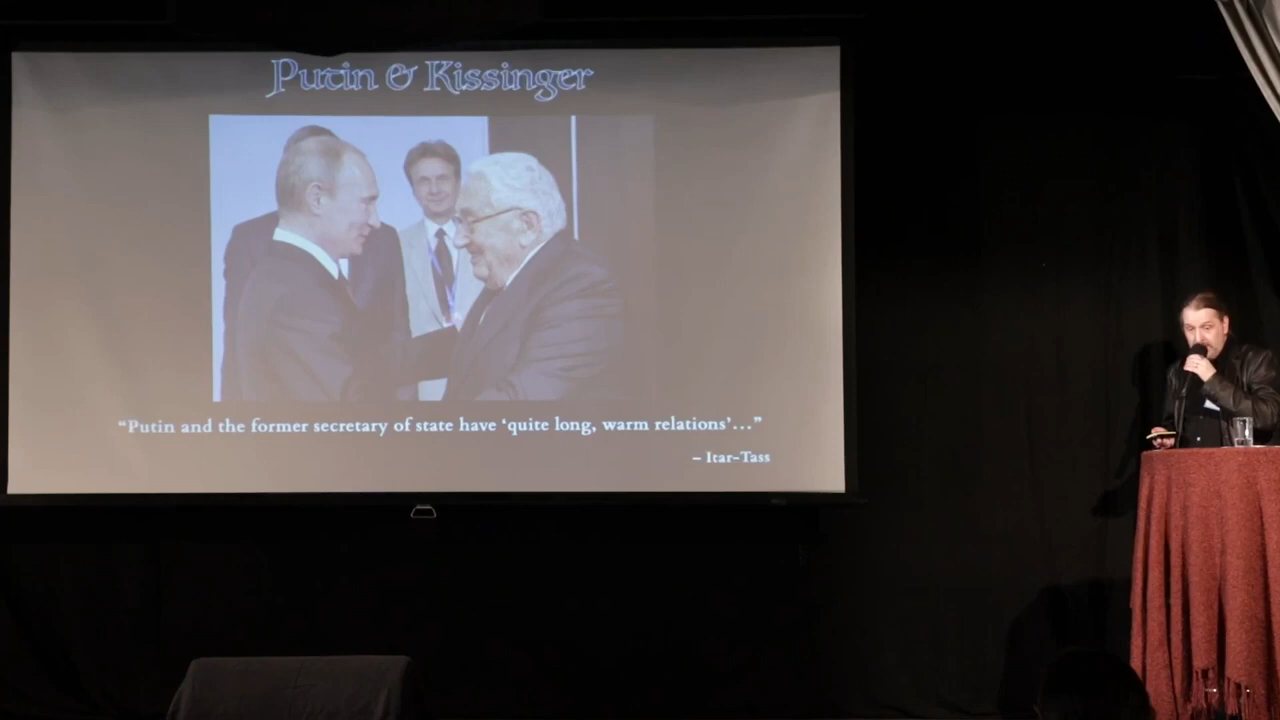 Putin & Kissinger
“Putin and the former secretary of state have ‘quite long, warm relations’…”
– Itar-Tass